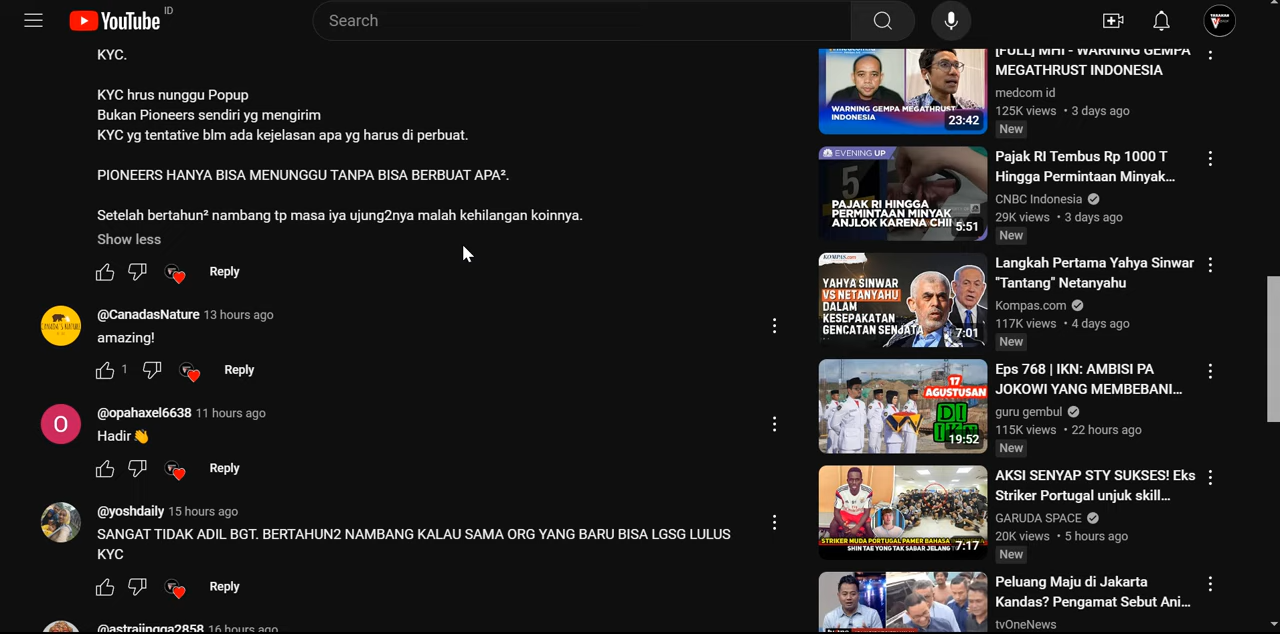 YouTube ID
Search
KYC.
KYC hrus nunggu Popup
Bukan Pioneers sendiri yg mengirim
KYC yg tentative blm ada kejelasan apa yg harus di perbuat.
PIONEERS HANYA BISA MENUNGGU TANPA BISA BERBUAT APA².
Setelah bertahun² nambang tp masa iya ujung2nya malah kehilangan koinnya.
Show less
Reply
@CanadasNature 13 hours ago
amazing!
1
Reply
@opahaxel6638 11 hours ago
O
Hadir👋
Reply
@yoshdaily 15 hours ago
SANGAT TIDAK ADIL BGT. BERTAHUN2 NAMBANG KALAU SAMA ORG YANG BARU BISA LGSG LULUS
KYC
Reply
@astrajingga2858 16 hours ago
WARNING GEMPA MEGATHRUST
INDONESIA
23:42
[FULL] MHI - WARNING GEMPA
MEGATHRUST INDONESIA
medcom id
125K views • 3 days ago
New
EVENING UP
5
PAJAK RI HINGGA
PERMINTAAN MINYAK
ANJLOK KARENA CHI
5:51
Pajak RI Tembus Rp 1000 T
Hingga Permintaan Minyak...
CNBC Indonesia
29K views • 3 days ago
New
KOMPAS.com
YAHYA SINWAR
VS NETANYAHU
DALAM
KESEPAKATAN
GENCATAN SENJATA
7:01
Langkah Pertama Yahya Sinwar
"Tantang" Netanyahu
Kompas.com
117K views • 4 days ago
New
17
AGUSTUSAN
DI
IKN
19:52
Eps 768 | IKN: AMBISI PA
JOKOWI YANG MEMBEBANI...
guru gembul
115K views • 22 hours ago
New
STRIKER MUDA PORTUGAL PAMER BAHASA
SHIN TAE YONG TAK SABAR JELANG
7:17
AKSI SENYAP STY SUKSES! Eks
Striker Portugal unjuk skill...
GARUDA SPACE
20K views • 5 hours ago
New
Peluang Maju di Jakarta
Kandas? Pengamat Sebut Ani...
tvOneNews